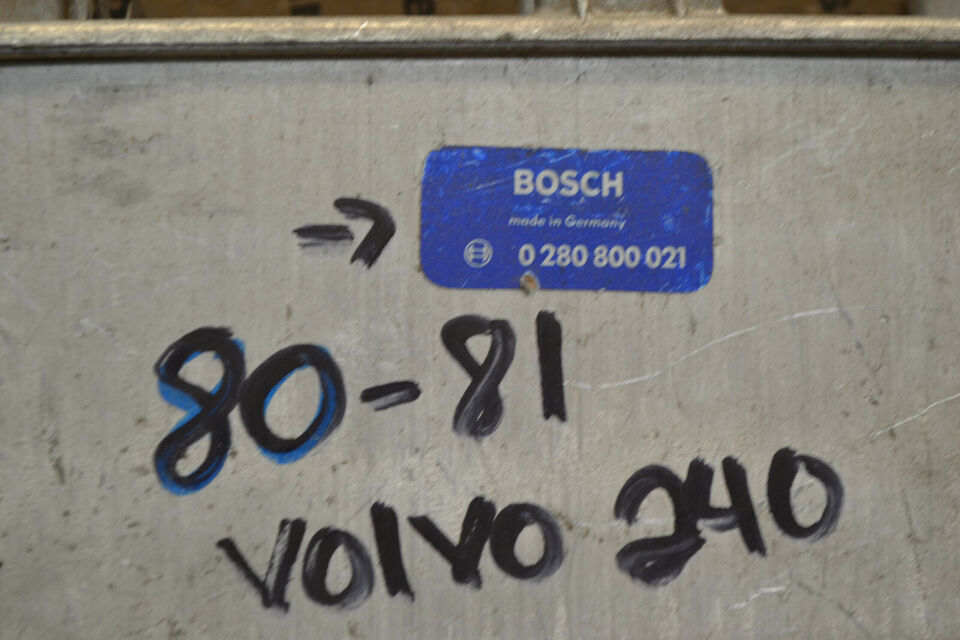 BOSCH
made in Germany
0 280 800 021
80-81
VOLVO 240